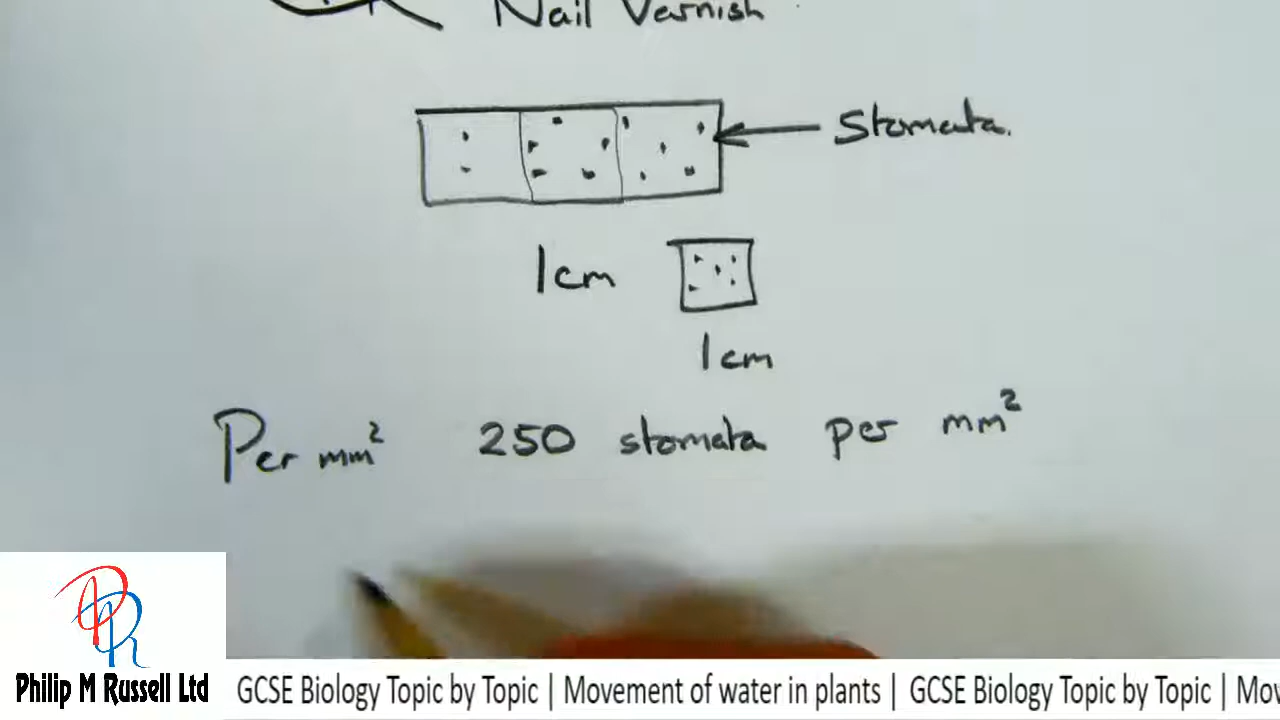 Nail Varnish
Stomata.
1cm
1cm
Per mm² 250 stomata per mm²
PR
Philip M Russell Ltd
GCSE Biology Topic by Topic | Movement of water in plants | GCSE Biology Topic by Topic | Mov